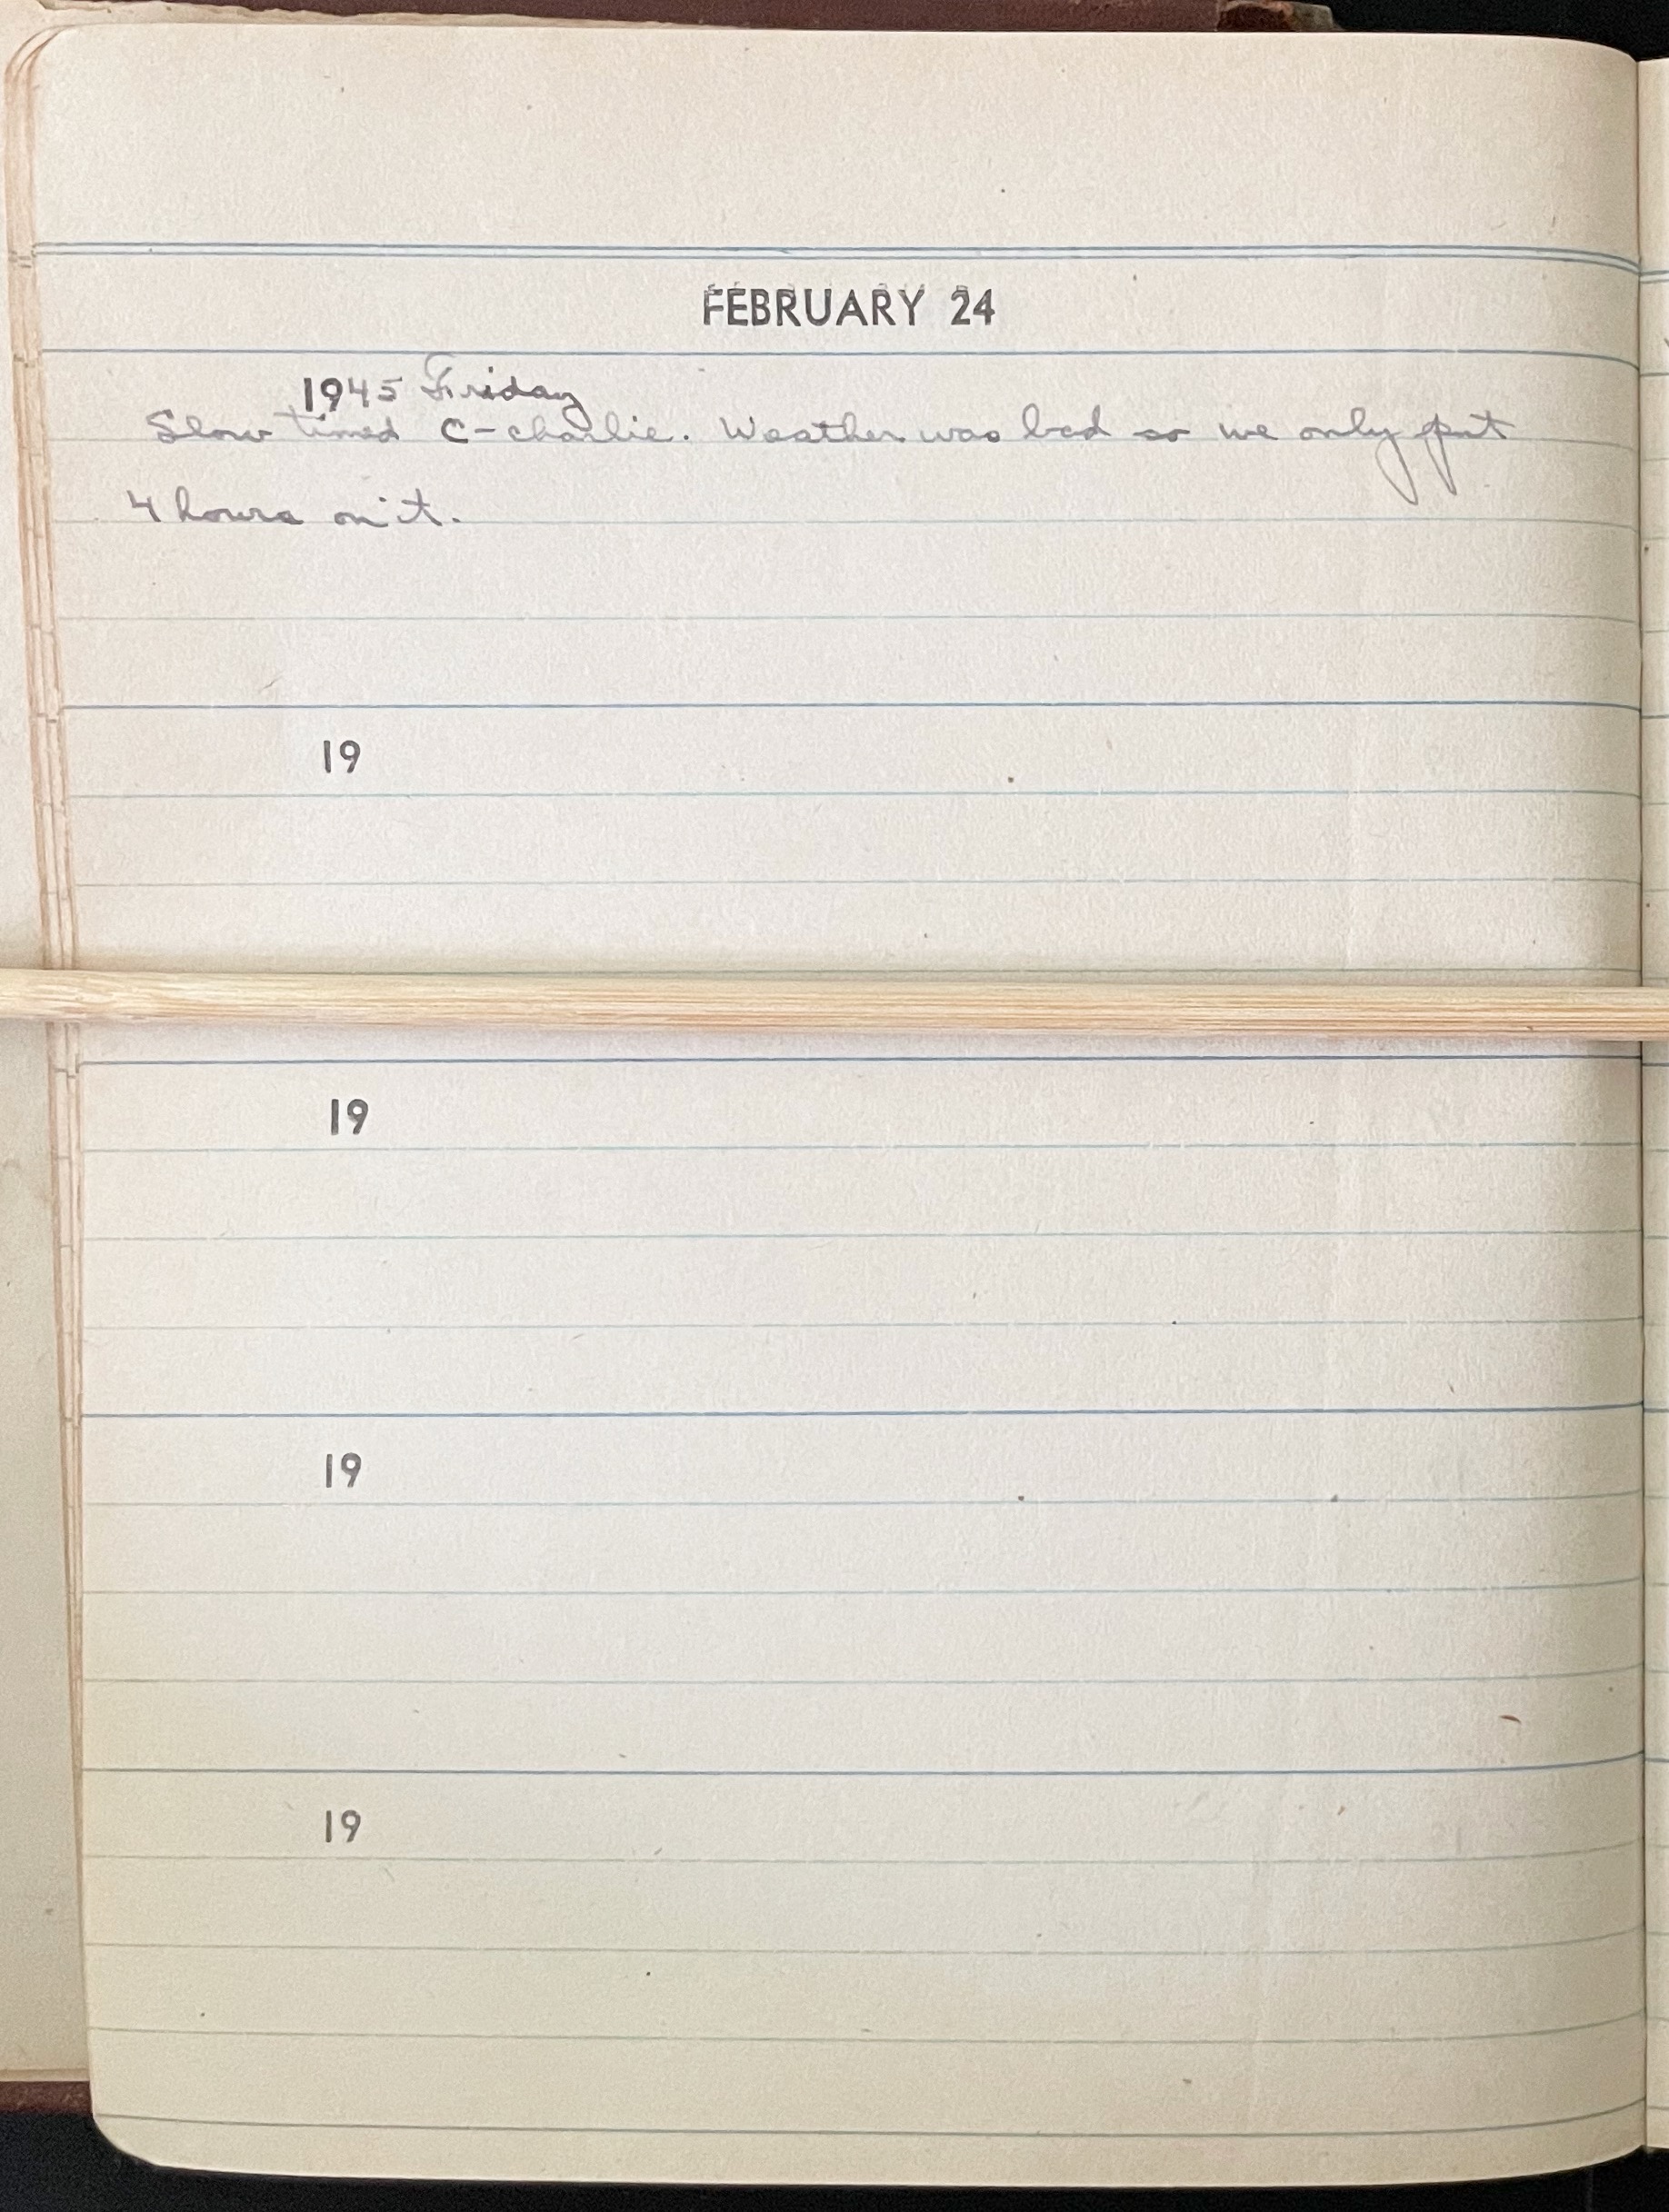 FEBRUARY 24
1945 Friday
Slow timed C-charlie. Weather was bad so we only put
4 hours on it.
19
19
19
19